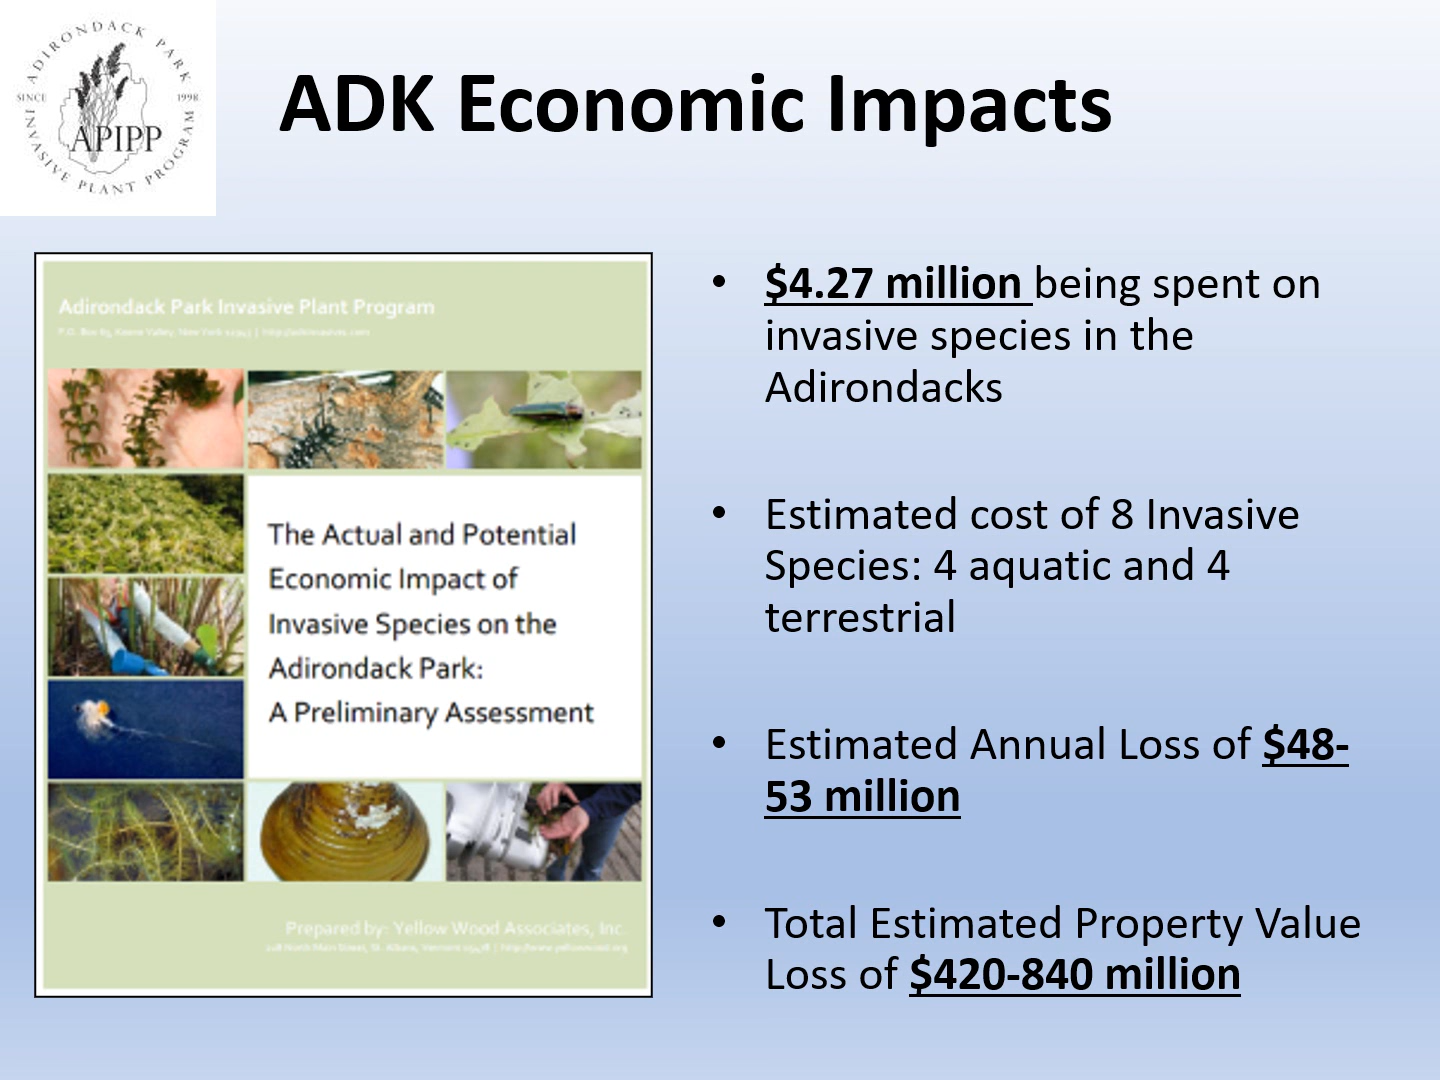 ADIRONDACK PARK
INVASIVE PLANT PROGRAM
SINCE 1998
APIPP
ADK Economic Impacts
Adirondack Park Invasive Plant Program
The Actual and Potential
Economic Impact of
Invasive Species on the
Adirondack Park:
A Preliminary Assessment
Prepared by: Yellow Wood Associates, Inc.
• $4.27 million being spent on
invasive species in the
Adirondacks
• Estimated cost of 8 Invasive
Species: 4 aquatic and 4
terrestrial
• Estimated Annual Loss of $48-
53 million
• Total Estimated Property Value
Loss of $420-840 million